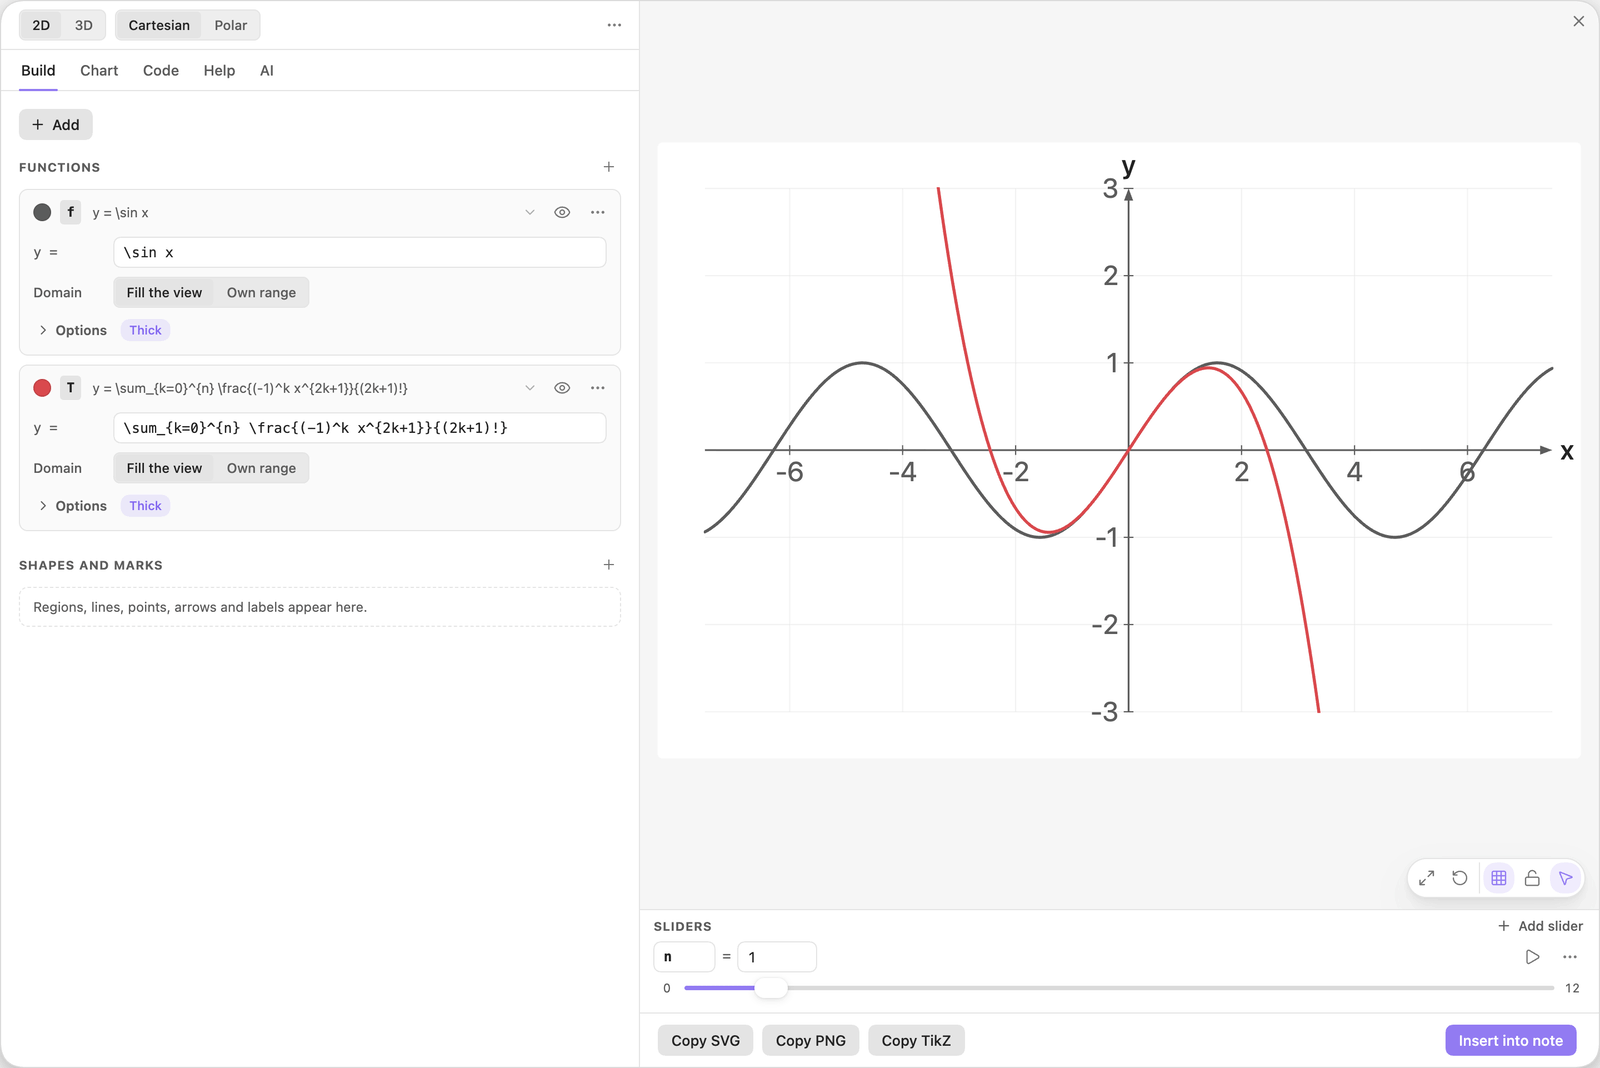 2D 3D Cartesian Polar
Build Chart Code Help AI
+ Add
FUNCTIONS
f y = \sin x
y = \sin x
Domain Fill the view Own range
Options Thick
T y = \sum_{k=0}^{n} \frac{(-1)^k x^{2k+1}}{(2k+1)!}
y = \sum_{k=0}^{n} \frac{(-1)^k x^{2k+1}}{(2k+1)!}
Domain Fill the view Own range
Options Thick
SHAPES AND MARKS
Regions, lines, points, arrows and labels appear here.
y
3
2
1
-6 -4 -2 2 4 6 x
-1
-2
-3
SLIDERS + Add slider
n = 1
0 12
Copy SVG Copy PNG Copy TikZ Insert into note